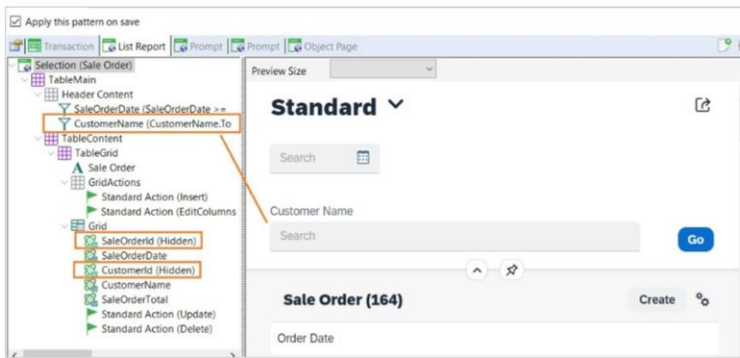 Apply this pattern on save
Transaction List Report Prompt Prompt Object Page
Selection (Sale Order)
TableMain
Header Content
SaleOrderDate (SaleOrderDate >=
CustomerName (CustomerName.To
TableContent
TableGrid
Sale Order
GridActions
Standard Action (Insert)
Standard Action (EditColumns
Grid
SaleOrderId (Hidden)
SaleOrderDate
CustomerId (Hidden)
CustomerName
SaleOrderTotal
Standard Action (Update)
Standard Action (Delete)
Preview Size
Standard
Search
Customer Name
Search
Go
Sale Order (164)
Create
Order Date